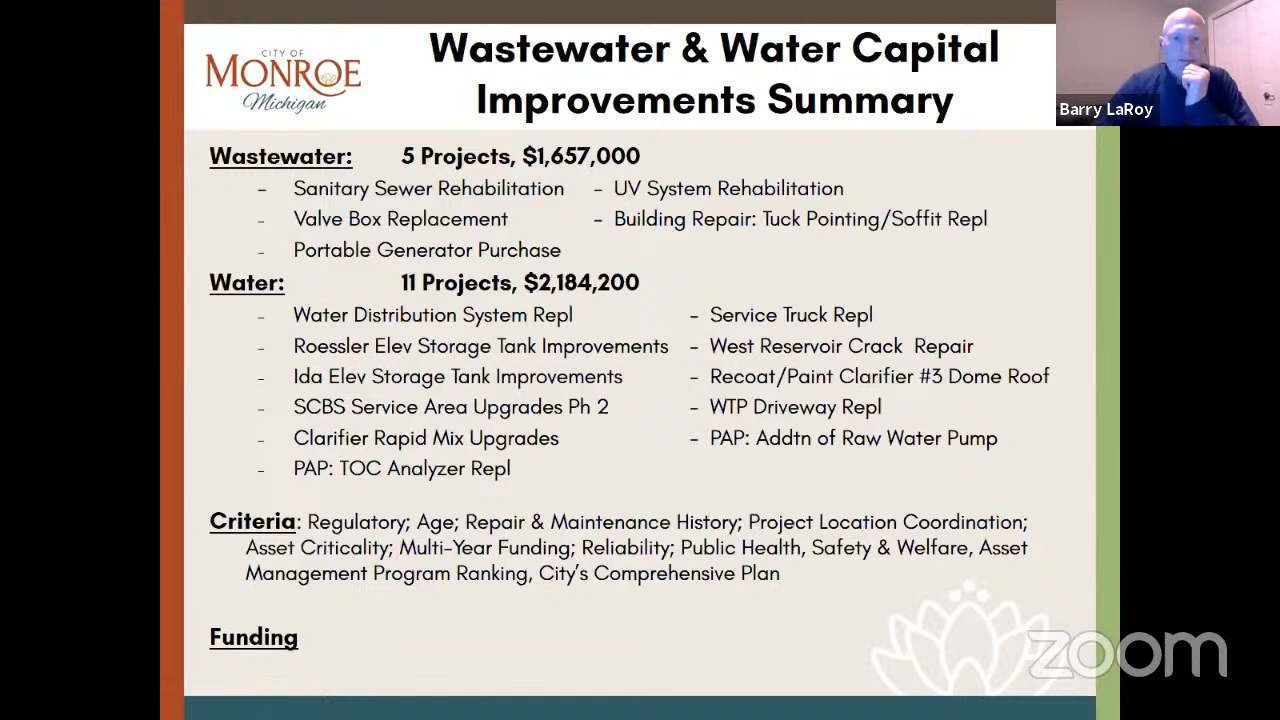 CITY OF
MONROE
Michigan
Wastewater & Water Capital
Improvements Summary
Barry LaRoy
Wastewater: 5 Projects, $1,657,000
- Sanitary Sewer Rehabilitation - UV System Rehabilitation
- Valve Box Replacement - Building Repair: Tuck Pointing/Soffit Repl
- Portable Generator Purchase
Water: 11 Projects, $2,184,200
- Water Distribution System Repl - Service Truck Repl
- Roessler Elev Storage Tank Improvements - West Reservoir Crack Repair
- Ida Elev Storage Tank Improvements - Recoat/Paint Clarifier #3 Dome Roof
- SCBS Service Area Upgrades Ph 2 - WTP Driveway Repl
- Clarifier Rapid Mix Upgrades - PAP: Addtn of Raw Water Pump
- PAP: TOC Analyzer Repl
Criteria: Regulatory; Age; Repair & Maintenance History; Project Location Coordination;
Asset Criticality; Multi-Year Funding; Reliability; Public Health, Safety & Welfare, Asset
Management Program Ranking, City's Comprehensive Plan
Funding
zoom